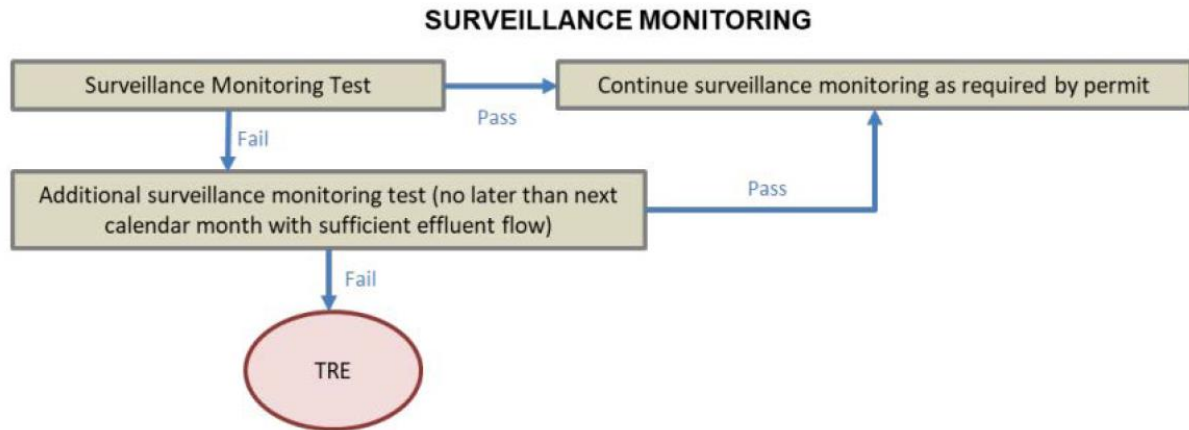 SURVEILLANCE MONITORING
Surveillance Monitoring Test
Pass
Continue surveillance monitoring as required by permit
Fail
Additional surveillance monitoring test (no later than next
calendar month with sufficient effluent flow)
Pass
Fail
TRE